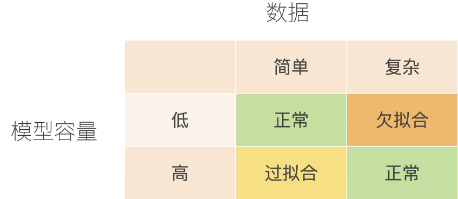 数据
简单 复杂
模型容量
低 正常 欠拟合
高 过拟合 正常